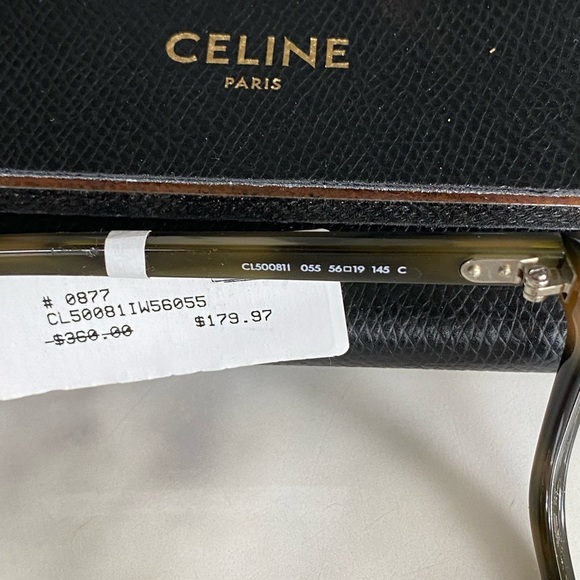 CELINE
PARIS
CL50081I 055 56□19 145 C
# 0877
CL50081IW56055
$360.00 $179.97